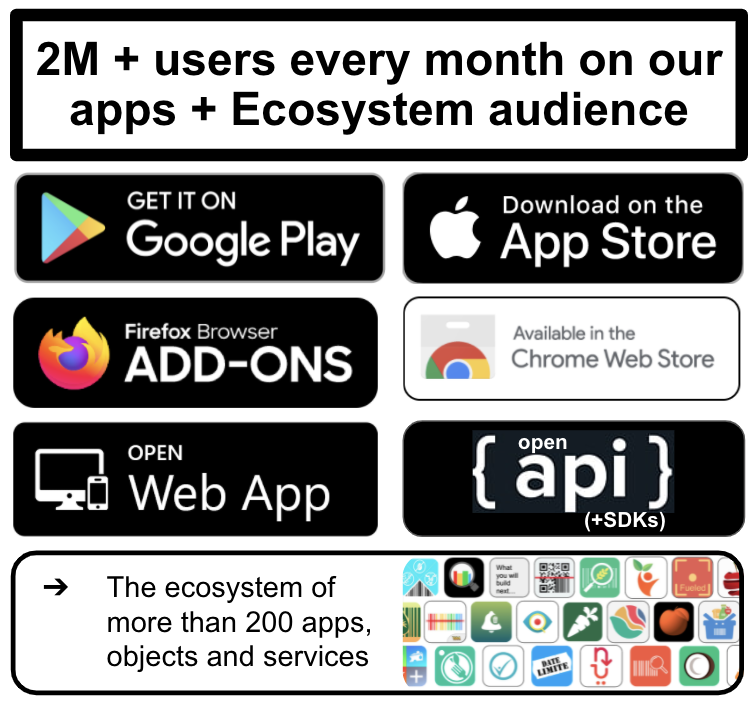 2M + users every month on our
apps + Ecosystem audience
GET IT ON
Google Play
Download on the
App Store
Firefox Browser
ADD-ONS
Available in the
Chrome Web Store
OPEN
Web App
{ open api }
(+SDKs)
➔ The ecosystem of
more than 200 apps,
objects and services
What
you will
build
next...
Fueled
DATE
LIMITE